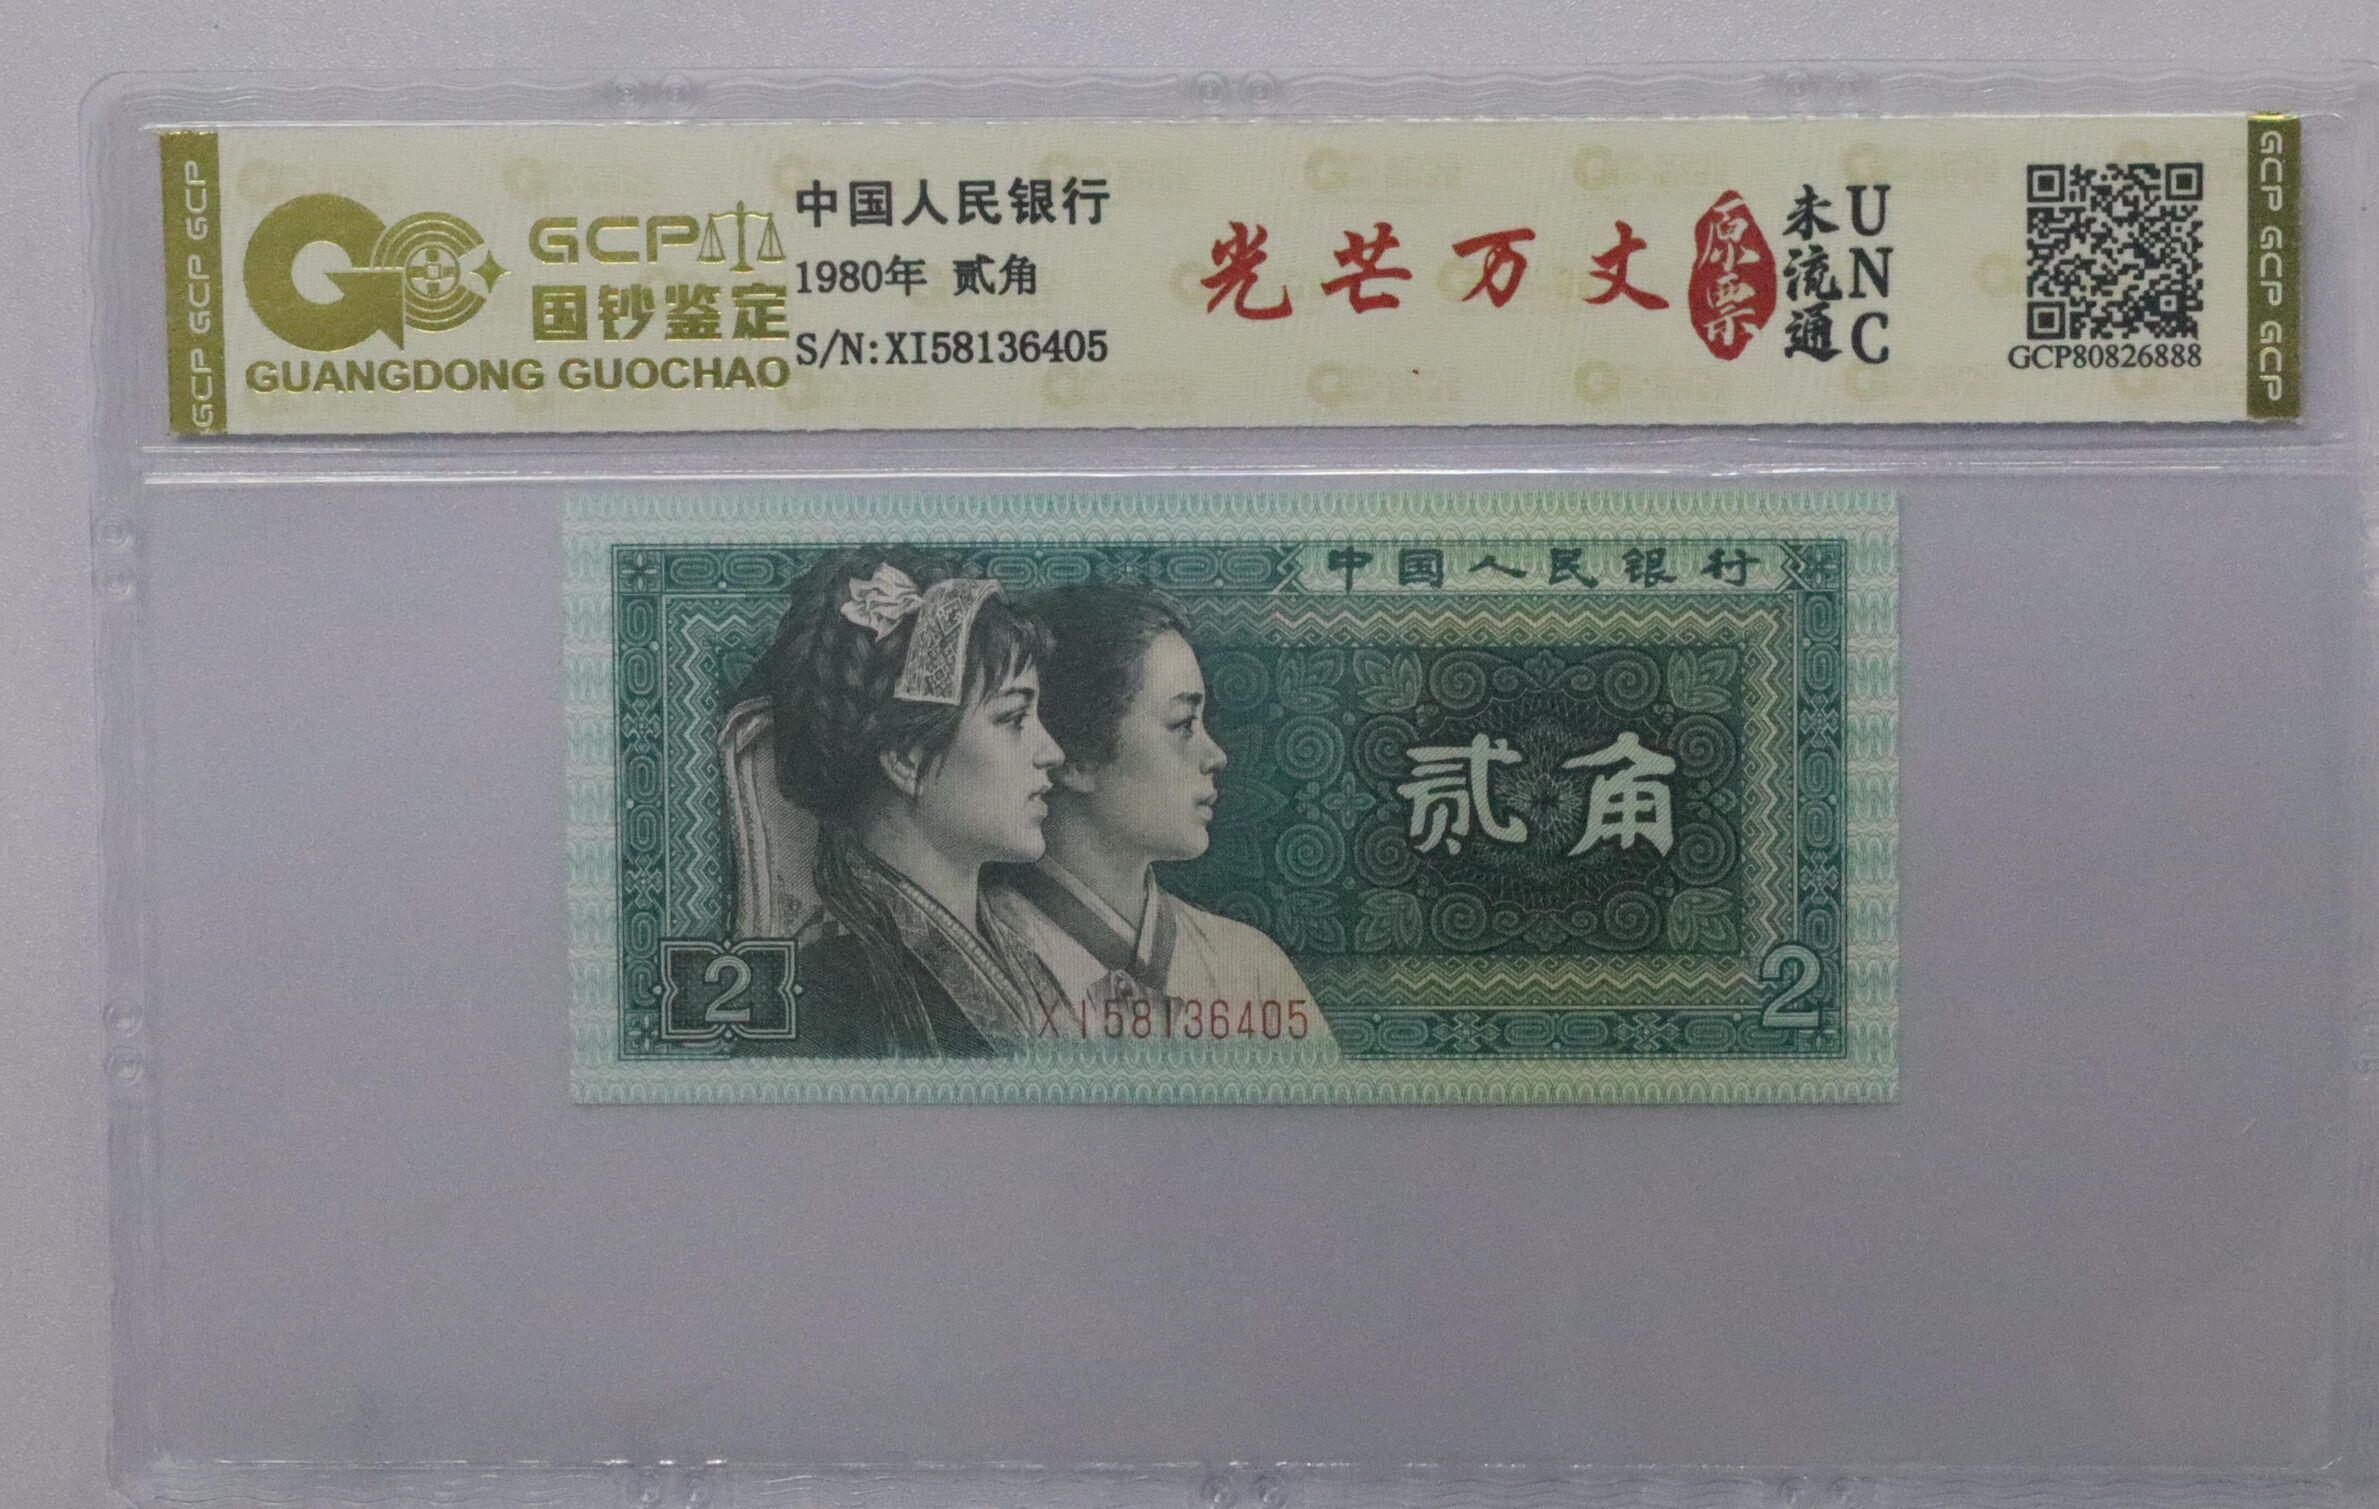 GCP GCP GCP
GCP
国钞鉴定
GUANGDONG GUOCHAO
中国人民银行
1980年 贰角
S/N:XI58136405
光芒万丈
原票
未流通
UNC
GCP80826888
GCP GCP GCP
中国人民银行
贰角
2
XI58136405
2